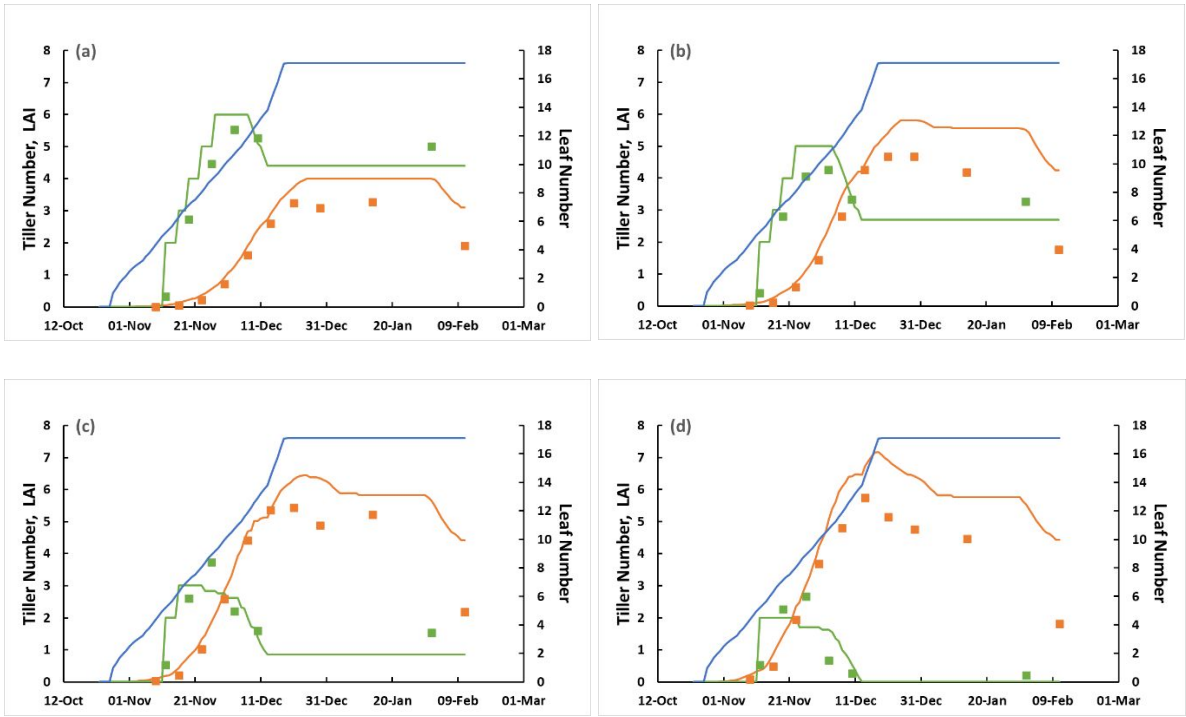 (a)
8 7 6 5 4 3 2 1 0
Tiller Number, LAI
18 16 14 12 10 8 6 4 2 0
Leaf Number
12-Oct 01-Nov 21-Nov 11-Dec 31-Dec 20-Jan 09-Feb 01-Mar
(b)
8 7 6 5 4 3 2 1 0
Tiller Number, LAI
18 16 14 12 10 8 6 4 2 0
Leaf Number
12-Oct 01-Nov 21-Nov 11-Dec 31-Dec 20-Jan 09-Feb 01-Mar
(c)
8 7 6 5 4 3 2 1 0
Tiller Number, LAI
18 16 14 12 10 8 6 4 2 0
Leaf Number
12-Oct 01-Nov 21-Nov 11-Dec 31-Dec 20-Jan 09-Feb 01-Mar
(d)
8 7 6 5 4 3 2 1 0
Tiller Number, LAI
18 16 14 12 10 8 6 4 2 0
Leaf Number
12-Oct 01-Nov 21-Nov 11-Dec 31-Dec 20-Jan 09-Feb 01-Mar